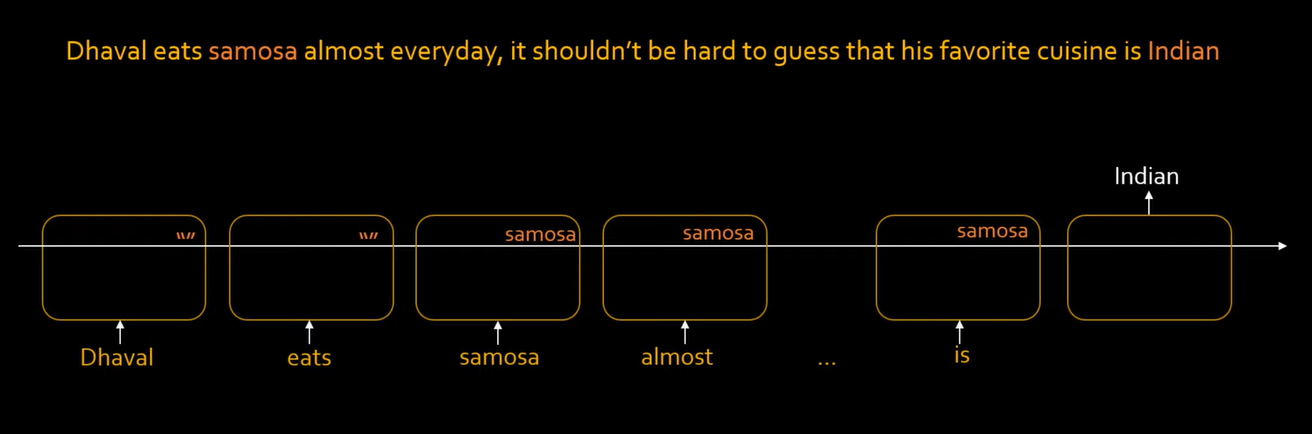 Dhaval eats samosa almost everyday, it shouldn't be hard to guess that his favorite cuisine is Indian
Indian
"" "" samosa samosa samosa
Dhaval eats samosa almost ... is